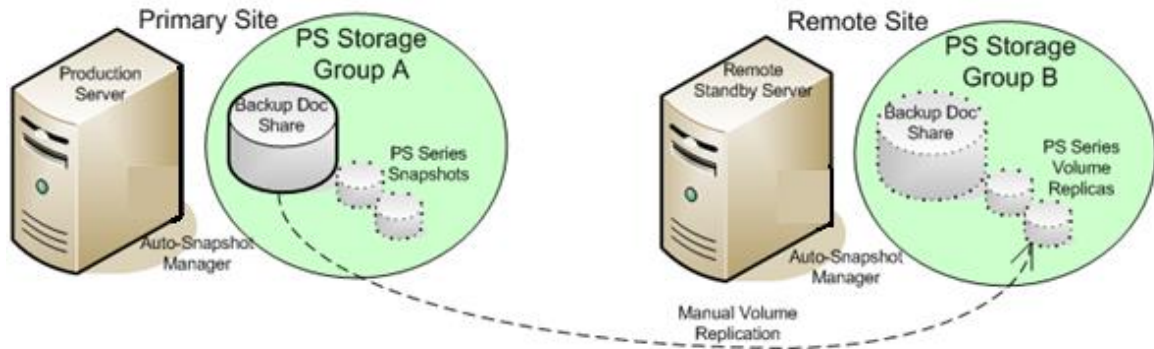 Primary Site
Production
Server
Auto-Snapshot
Manager
PS Storage
Group A
Backup Doc
Share
PS Series
Snapshots
Remote Site
Remote
Standby Server
Auto-Snapshot
Manager
PS Storage
Group B
Backup Doc
Share
PS Series
Volume
Replicas
Manual Volume
Replication